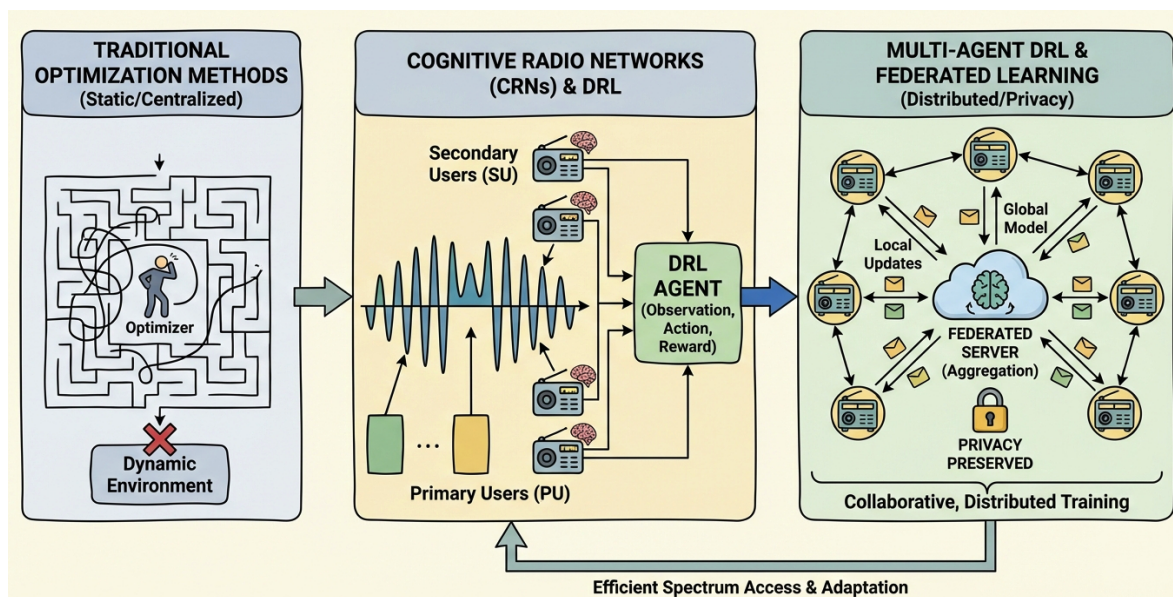 TRADITIONAL
OPTIMIZATION METHODS
(Static/Centralized)
Optimizer
Dynamic
Environment
COGNITIVE RADIO NETWORKS
(CRNs) & DRL
Secondary
Users (SU)
DRL
AGENT
(Observation,
Action,
Reward)
...
Primary Users (PU)
MULTI-AGENT DRL &
FEDERATED LEARNING
(Distributed/Privacy)
Global
Model
Local
Updates
FEDERATED
SERVER
(Aggregation)
PRIVACY
PRESERVED
Collaborative, Distributed Training
Efficient Spectrum Access & Adaptation